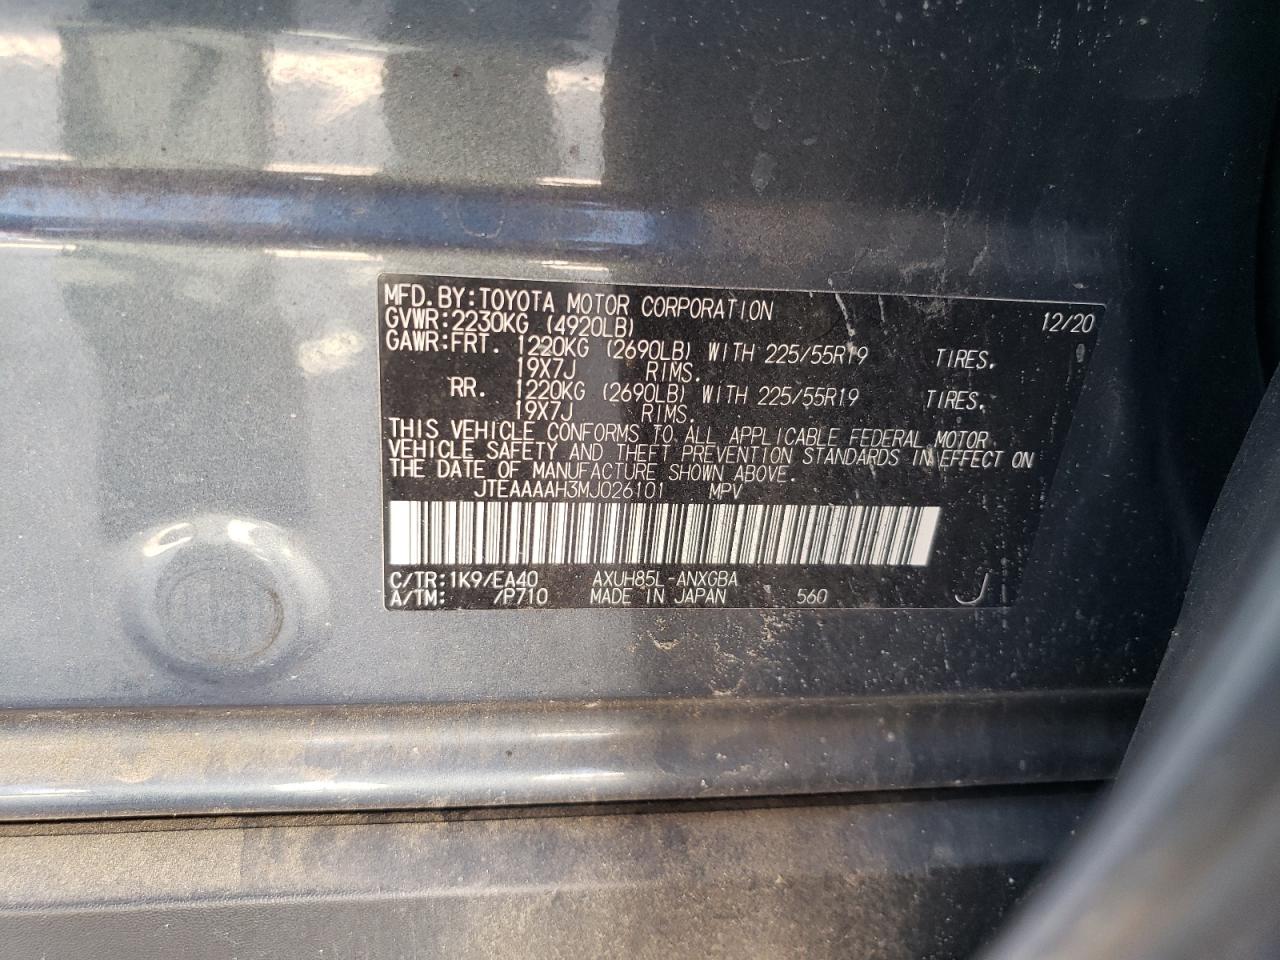 MFD.BY:TOYOTA MOTOR CORPORATION 12/20
GVWR:2230KG (4920LB)
GAWR:FRT. 1220KG (2690LB) WITH 225/55R19 TIRES.
19X7J RIMS.
RR. 1220KG (2690LB) WITH 225/55R19 TIRES.
19X7J RIMS.
THIS VEHICLE CONFORMS TO ALL APPLICABLE FEDERAL MOTOR
VEHICLE SAFETY AND THEFT PREVENTION STANDARDS IN EFFECT ON
THE DATE OF MANUFACTURE SHOWN ABOVE.
JTEAAAAH3MJ026101 MPV
C/TR:1K9/EA40 AXUH85L-ANXGBA
A/TM: /P710 MADE IN JAPAN 560 J